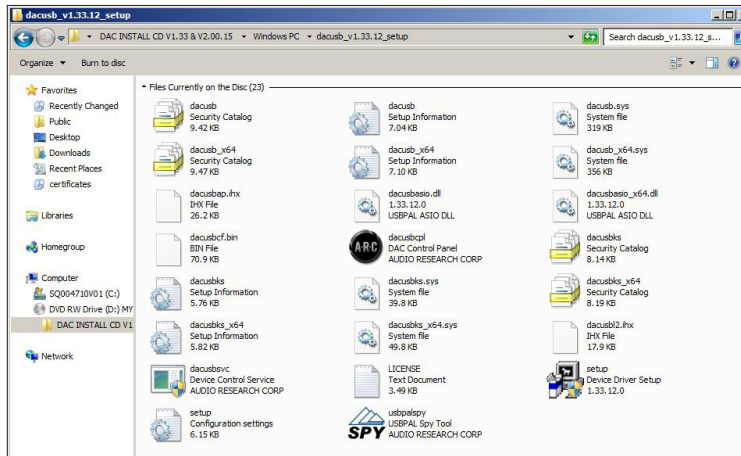 dacusb_v1.33.12_setup
DAC INSTALL CD V1.33 & V2.00.15 Windows PC dacusb_v1.33.12_setup Search dacusb_v1.33.12_s...
Organize Burn to disc
Favorites
Recently Changed
Public
Desktop
Downloads
Recent Places
certificates
Libraries
Homegroup
Computer
SQ004710V01 (C:)
DVD RW Drive (D:) MY
DAC INSTALL CD V1
Network
Files Currently on the Disc (23)
dacusb
Security Catalog
9.42 KB
dacusb
Setup Information
7.04 KB
dacusb.sys
System file
319 KB
dacusb_x64
Security Catalog
9.47 KB
dacusb_x64
Setup Information
7.10 KB
dacusb_x64.sys
System file
356 KB
dacusbap.ihx
IHX File
26.2 KB
dacusbasio.dll
1.33.12.0
USBPAL ASIO DLL
dacusbasio_x64.dll
1.33.12.0
USBPAL ASIO DLL
dacusbcf.bin
BIN File
70.9 KB
ARC
dacusbcpl
DAC Control Panel
AUDIO RESEARCH CORP
dacusbks
Security Catalog
8.14 KB
dacusbks
Setup Information
5.76 KB
dacusbks.sys
System file
39.8 KB
dacusbks_x64
Security Catalog
8.19 KB
dacusbks_x64
Setup Information
5.82 KB
dacusbks_x64.sys
System file
49.8 KB
dacusbl2.ihx
IHX File
17.9 KB
dacusbsvc
Device Control Service
AUDIO RESEARCH CORP
LICENSE
Text Document
3.49 KB
setup
Device Driver Setup
1.33.12.0
setup
Configuration settings
6.15 KB
SPY
usbpalspy
USBPAL Spy Tool
AUDIO RESEARCH CORP